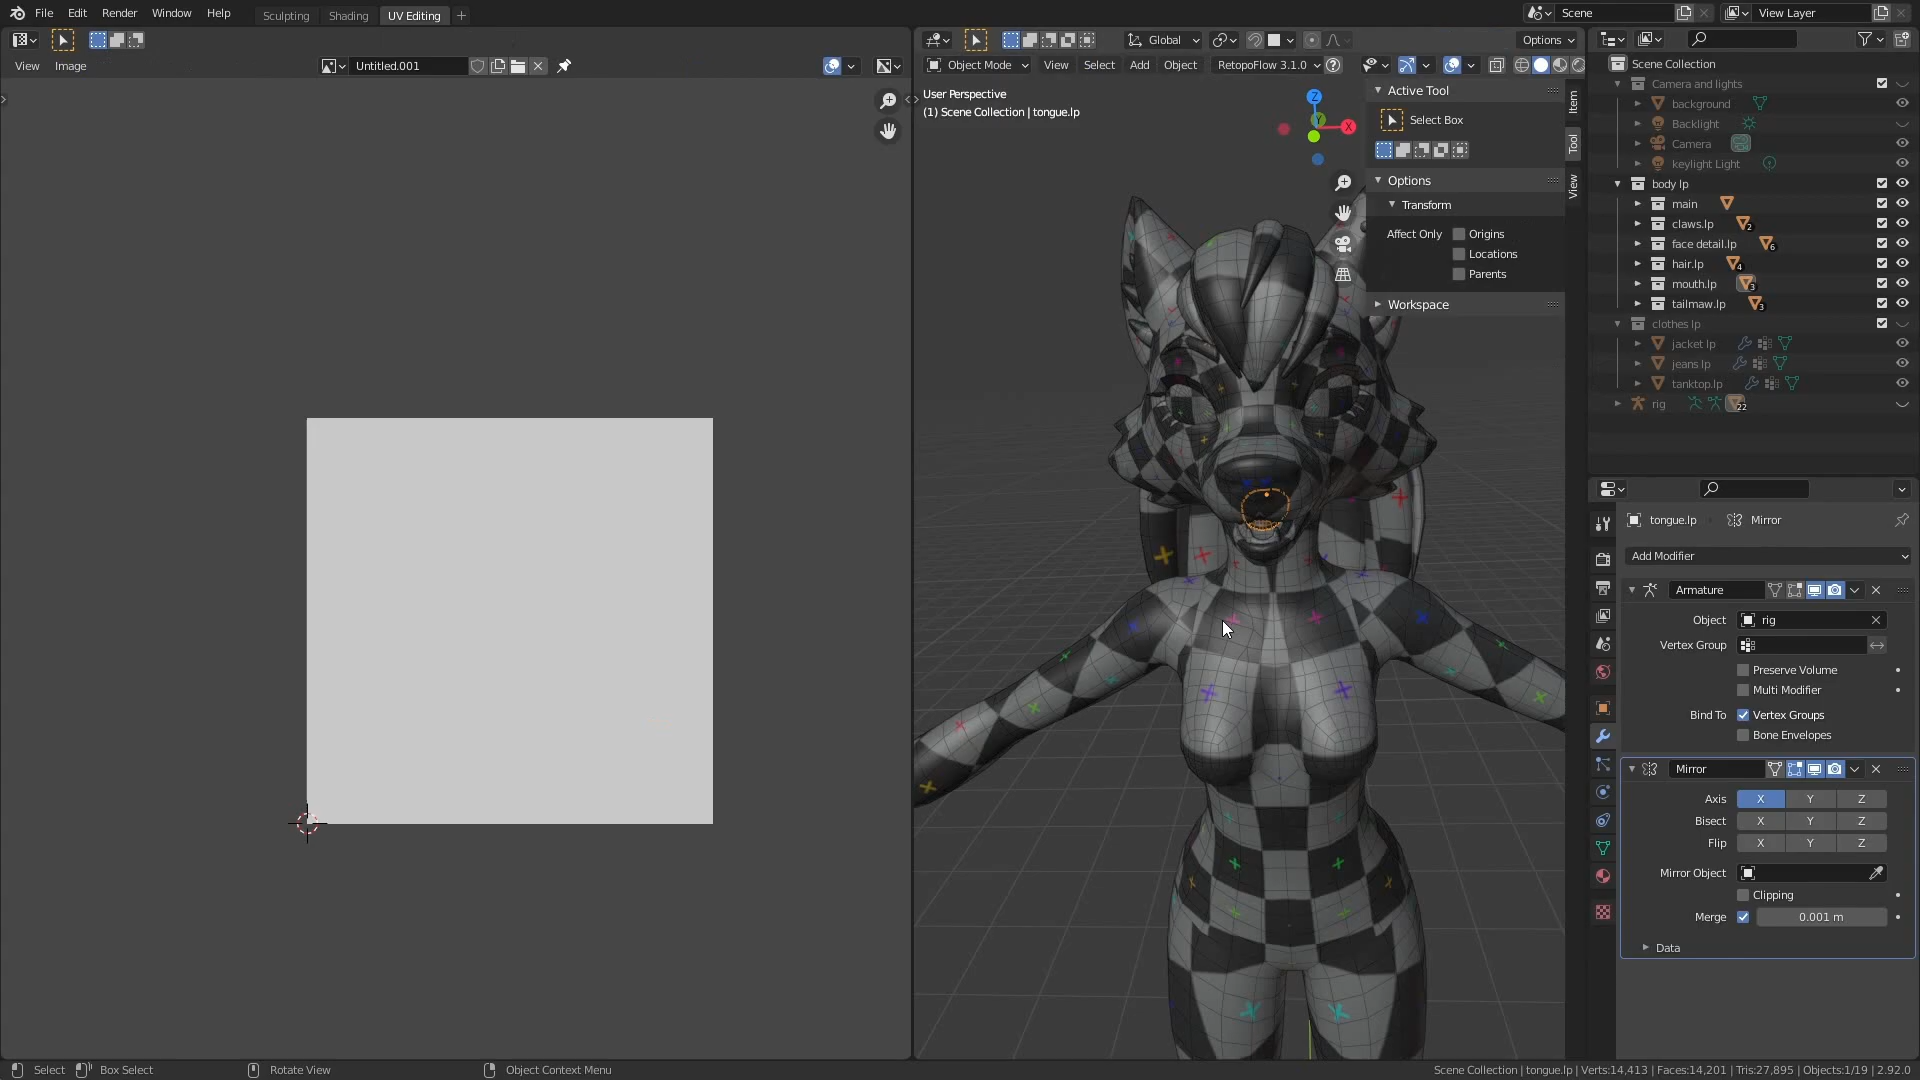 File Edit Render Window Help Sculpting Shading UV Editing + Scene View Layer
Global Options
View Image Untitled.001 Object Mode View Select Add Object RetopoFlow 3.1.0
User Perspective
(1) Scene Collection | tongue.lp
Z
X
Y
Active Tool
Select Box
Options
Transform
Affect Only Origins
Locations
Parents
Workspace
Item
Tool
View
Scene Collection
Camera and lights
background
Backlight
Camera
keylight Light
body lp
main
claws.lp 2
face detail.lp 6
hair.lp 4
mouth.lp 3
tailmaw.lp 3
clothes lp
jacket lp
jeans lp
tanktop.lp
rig 22
tongue.lp Mirror
Add Modifier
Armature
Object rig
Vertex Group
Preserve Volume
Multi Modifier
Bind To Vertex Groups
Bone Envelopes
Mirror
Axis X Y Z
Bisect X Y Z
Flip X Y Z
Mirror Object
Clipping
Merge 0.001 m
Data
Select Box Select Rotate View Object Context Menu
Scene Collection | tongue.lp | Verts:14,413 | Faces:14,201 | Tris:27,895 | Objects:1/19 | 2.92.0